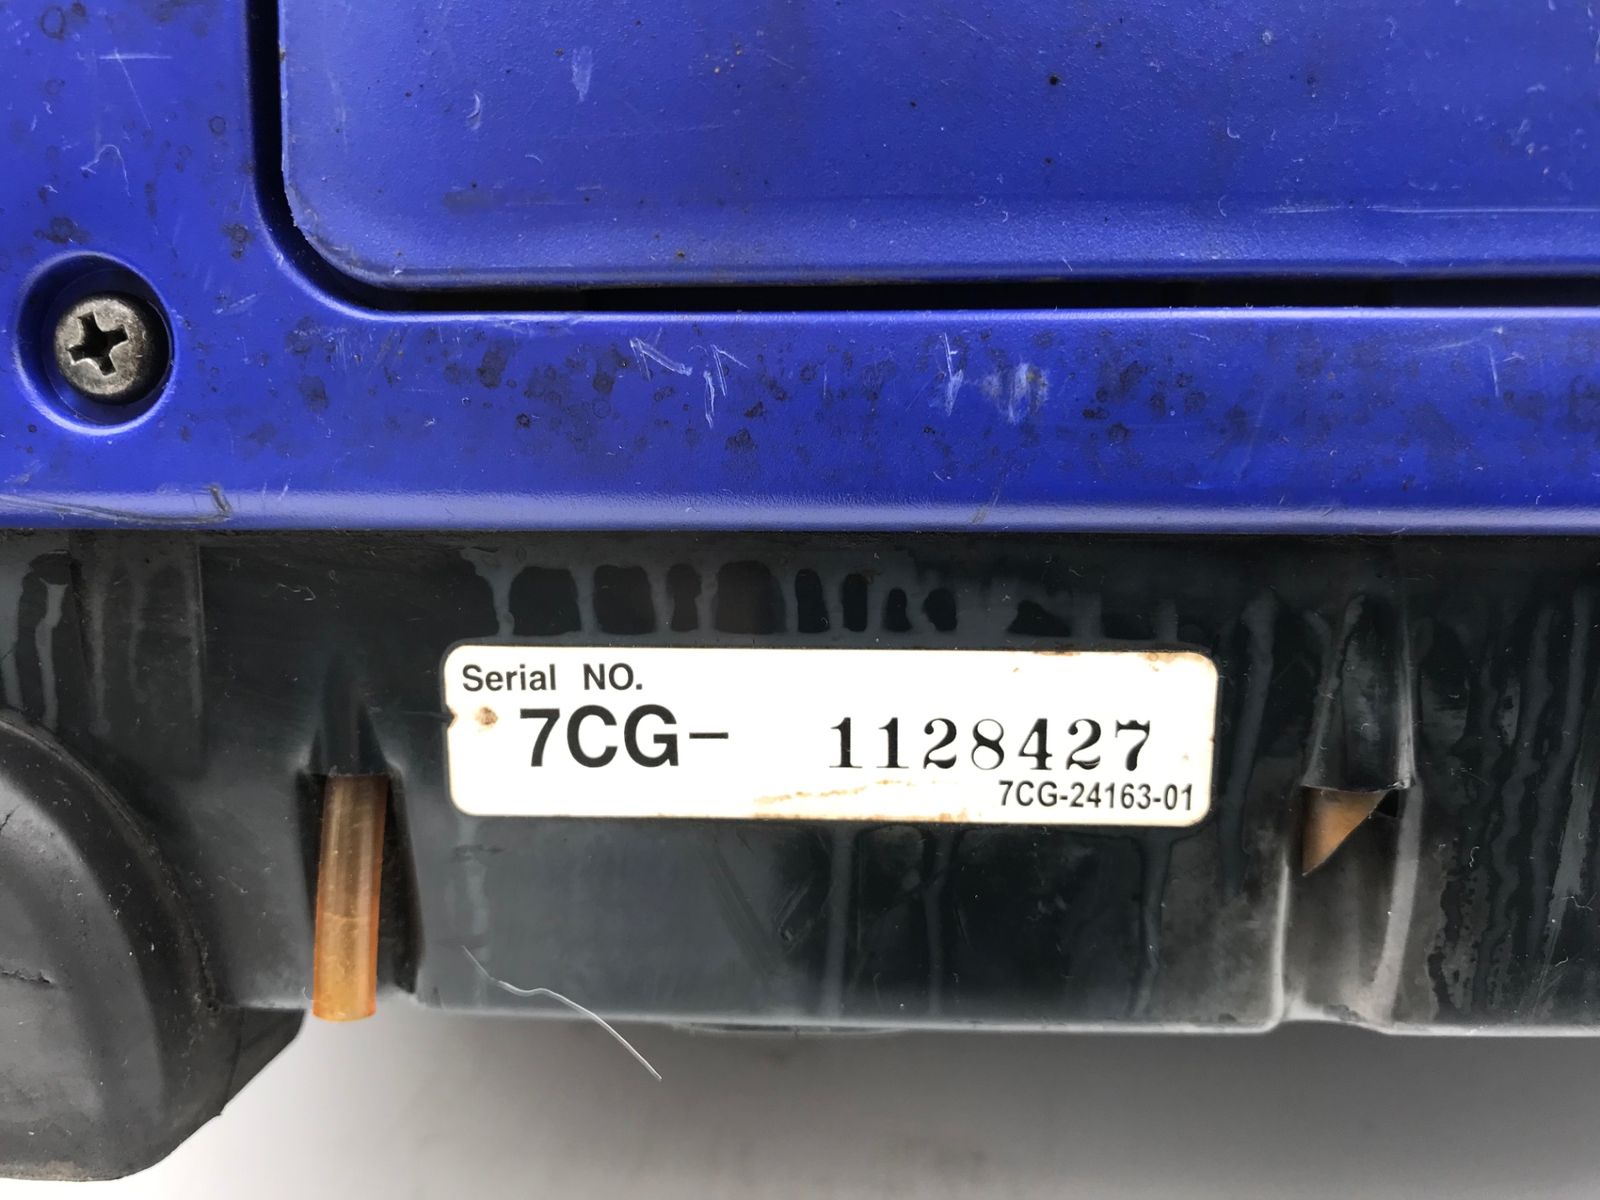 Serial NO.
7CG- 1128427
7CG-24163-01